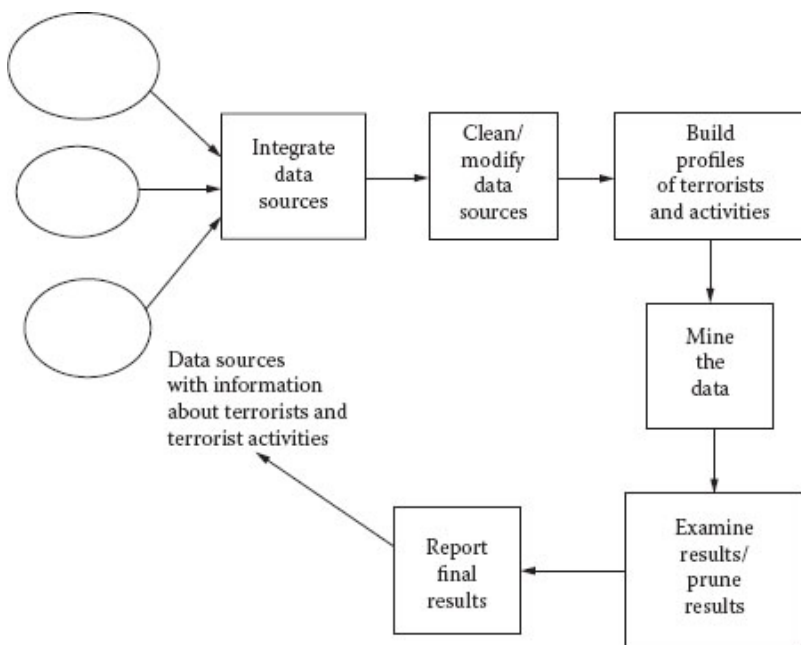 Integrate
data
sources
Clean/
modify
data
sources
Build
profiles
of terrorists
and activities
Mine
the
data
Data sources
with information
about terrorists and
terrorist activities
Report
final
results
Examine
results/
prune
results